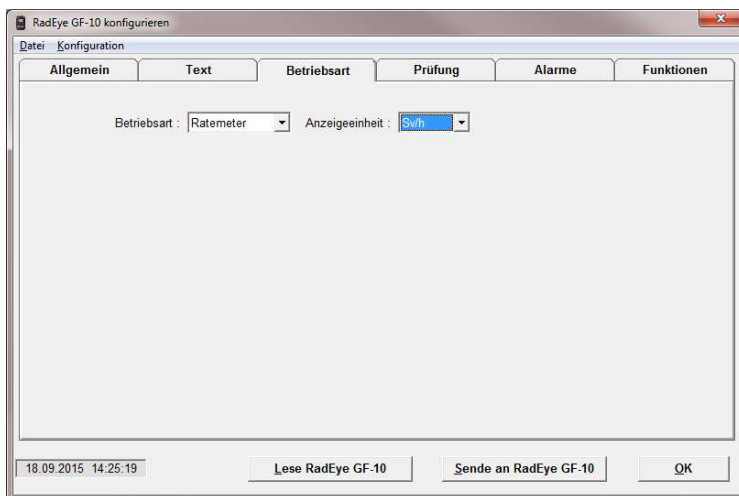 RadEye GF-10 konfigurieren
Datei Konfiguration
Allgemein Text Betriebsart Prüfung Alarme Funktionen
Betriebsart : Ratemeter Anzeigeeinheit : Sv/h
18.09.2015 14:25:19 Lese RadEye GF-10 Sende an RadEye GF-10 OK